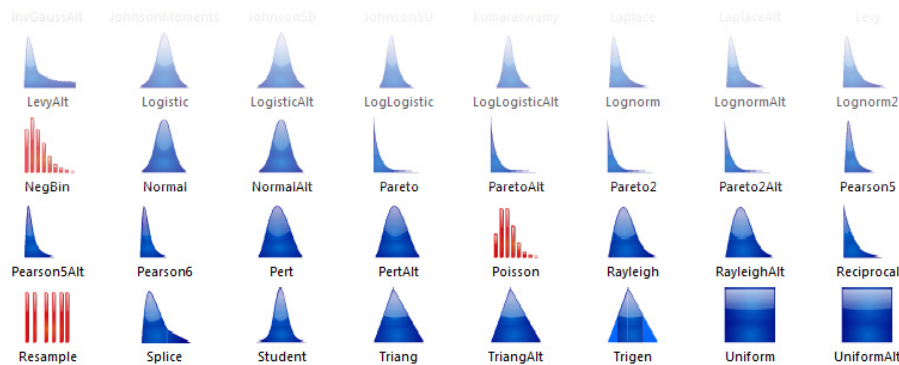 InvGaussAlt JohnsonMoments JohnsonSB JohnsonSU Kumaraswamy Laplace LaplaceAlt Levy
LevyAlt Logistic LogisticAlt LogLogistic LogLogisticAlt Lognorm LognormAlt Lognorm2
NegBin Normal NormalAlt Pareto ParetoAlt Pareto2 Pareto2Alt Pearson5
Pearson5Alt Pearson6 Pert PertAlt Poisson Rayleigh RayleighAlt Reciprocal
Resample Splice Student Triang TriangAlt Trigen Uniform UniformAlt